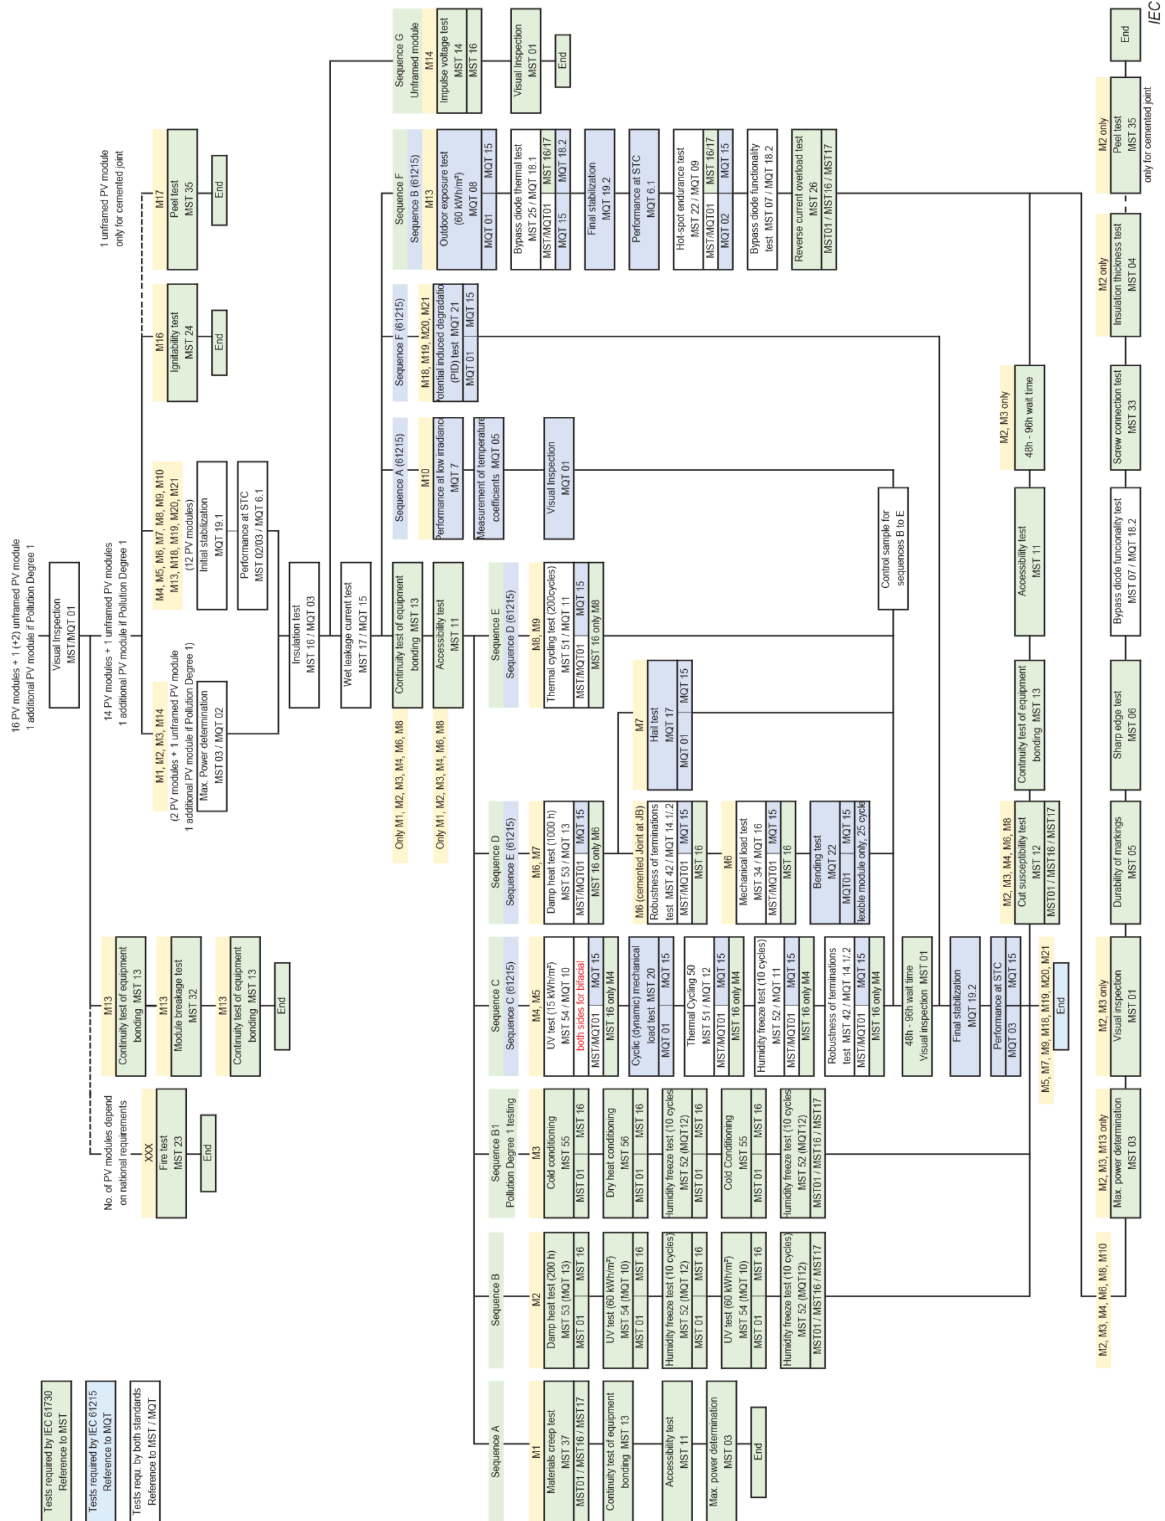 Tests required by IEC 61730
Reference to MST
Tests required by IEC 61215
Reference to MQT
Tests requ. by both standards
Reference to MST / MQT
16 PV modules + 1 (+2) unframed PV module
1 additional PV module if Pollution Degree 1
Visual Inspection
MST/MQT 01
No. of PV modules depend
on national requirements
XXX
Fire test
MST 23
End
M13
Continuity test of equipment
bonding MST 13
M13
Module breakage test
MST 32
M13
Continuity test of equipment
bonding MST 13
End
14 PV modules + 1 unframed PV modules
1 additional PV module if Pollution Degree 1
M1, M2, M3, M14
(2 PV modules + 1 unframed PV module
1 additional PV module if Pollution Degree 1)
Max. Power determination
MST 03 / MQT 02
M4, M5, M6, M7, M8, M9, M10
M13, M18, M19, M20, M21
(12 PV modules)
Initial stabilization
MQT 19.1
Performance at STC
MST 02/03 / MQT 6.1
M16
Ignitability test
MST 24
End
1 unframed PV module
only for cemented joint
M17
Peel test
MST 35
End
Insulation test
MST 16 / MQT 03
Wet leakage current test
MST 17 / MQT 15
Only M1, M2, M3, M4, M6, M8
Continuity test of equipment
bonding MST 13
Only M1, M2, M3, M4, M6, M8
Accessibility test
MST 11
Sequence A
M1
Materials creep test
MST 37
MST01 / MST16 / MST17
Continuity test of equipment
bonding MST 13
Accessibility test
MST 11
Max. power determination
MST 03
End
Sequence B
M2
Damp heat test (200 h)
MST 53 (MQT 13)
MST 01 MST 16
UV test (60 kWh/m²)
MST 54 (MQT 10)
MST 01 MST 16
Humidity freeze test (10 cycles)
MST 52 (MQT 12)
MST 01 MST 16
UV test (60 kWh/m²)
MST 54 (MQT 10)
MST 01 MST 16
Humidity freeze test (10 cycles)
MST 52 (MQT12)
MST01 / MST16 / MST17
Sequence B1
Pollution Degree 1 testing
M3
Cold conditioning
MST 55
MST 01 MST 16
Dry heat conditioning
MST 56
MST 01 MST 16
Humidity freeze test (10 cycles
MST 52 (MQT12)
MST 01 MST 16
Cold Conditioning
MST 55
MST 01 MST 16
Humidity freeze test (10 cycles
MST 52 (MQT12)
MST01 / MST16 / MST17
Sequence C
Sequence C (61215)
M4, M5
UV test (15 kWh/m²)
MST 54 / MQT 10
both sides for bifacial
MST/MQT01 MQT 15
MST 16 only M4
Cyclic (dynamic) mechanical
load test MST 20
MQT 01 MQT 15
Thermal Cycling 50
MST 51 / MQT 12
MST/MQT01 MQT 15
MST 16 only M4
Humidity freeze test (10 cycles)
MST 52 / MQT 11
MST/MQT01 MQT 15
MST 16 only M4
Robustness of terminations
test MST 42 / MQT 14.1/.2
MST/MQT01 MQT 15
MST 16 only M4
48h - 96h wait time
Visual inspection MST 01
Final stabilization
MQT 19.2
Performance at STC
MQT 03 MQT 15
M5, M7, M9, M18, M19, M20, M21
End
Sequence D
Sequence E (61215)
M6, M7
Damp heat test (1000 h)
MST 53 / MQT 13
MST/MQT01 MQT 15
MST 16 only M6
M6 (cemented Joint at JB)
Robustness of terminations
test MST 42 / MQT 14.1/.2
MST/MQT01 MQT 15
MST 16
M6
Mechanical load test
MST 34 / MQT 16
MST/MQT01 MQT 15
MST 16
Bending test
MQT 22
MQT01 MQT 15
lexible module only, 25 cycle
M7
Hail test
MQT 17
MQT 01 MQT 15
Sequence E
Sequence D (61215)
M8, M9
Thermal cycling test (200cycles)
MST 51 / MQT 11
MST/MQT01 MQT 15
MST 16 only M8
Sequence A (61215)
M10
Performance at low irradianc
MQT 7
Measurement of temperature
coefficients MQT 05
Visual Inspection
MQT 01
Control sample for
sequences B to E
Sequence F (61215)
M18, M19, M20, M21
otential induced degradatio
(PID) test MQT 21
MQT 01 MQT 15
Sequence F
Sequence B (61215)
M13
Outdoor exposure test
(60 kWh/m²)
MQT 08
MQT 01 MQT 15
Bypass diode thermal test
MST 25 / MQT 18.1
MST/MQT01 MST 16/17
MQT 15 MQT 18.2
Final stabilization
MQT 19.2
Performance at STC
MQT 6.1
Hot-spot endurance test
MST 22 / MQT 09
MST/MQT01 MST 16/17
MQT 02 MQT 15
Bypass diode functionality
test MST 07 / MQT 18.2
Reverse current overload test
MST 26
MST01 / MST16 / MST17
Sequence G
Unframed module
M14
Impulse voltage test
MST 14
MST 16
Visual Inspection
MST 01
End
M2, M3, M4, M6, M8
Cut susceptibility test
MST 12
MST01 / MST16 / MST17
Continuity test of equipment
bonding MST 13
Accessibility test
MST 11
M2, M3 only
48h - 96h wait time
M2, M3, M4, M6, M8, M10
M2, M3, M13 only
Max. power determination
MST 03
M2, M3 only
Visual inspection
MST 01
Durability of markings
MST 05
Sharp edge test
MST 06
Bypass diode funcionality test
MST 07 / MQT 18.2
Screw connection test
MST 33
M2 only
Insulation thickness test
MST 04
M2 only
Peel test
MST 35
only for cemented joint
End
IEC